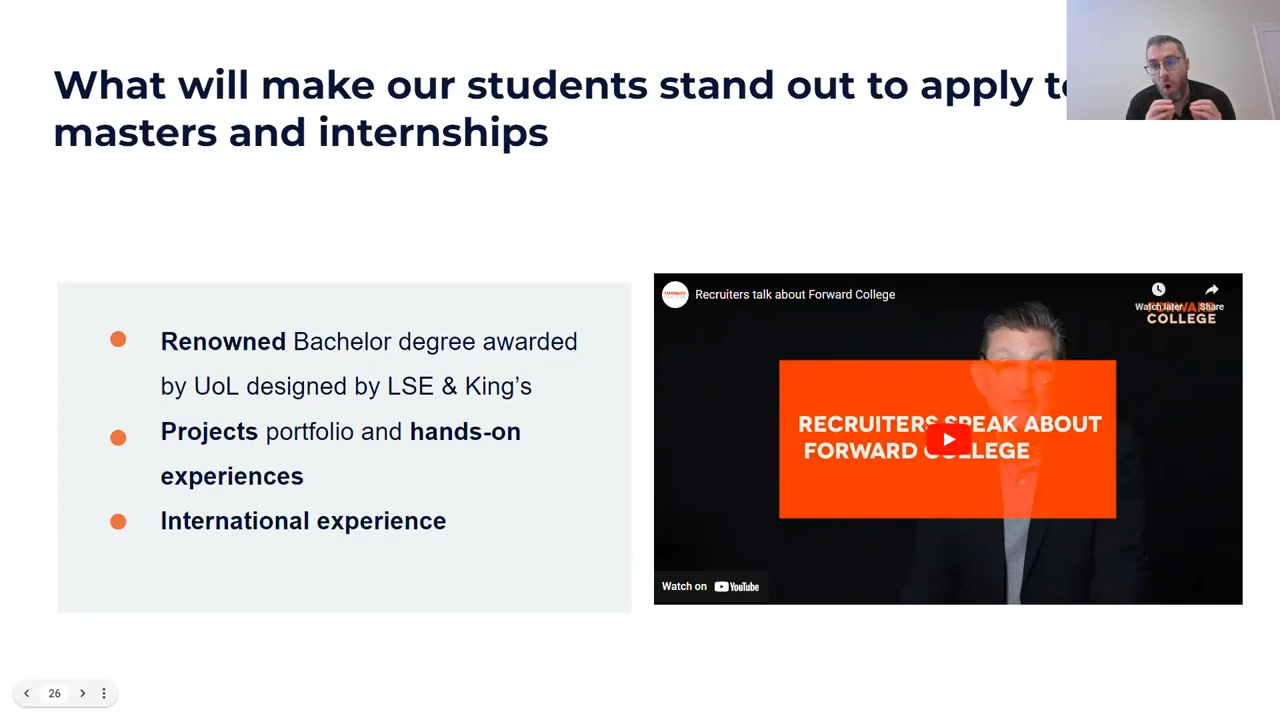 What will make our students stand out to apply to
masters and internships
Renowned Bachelor degree awarded
by UoL designed by LSE & King's
Projects portfolio and hands-on
experiences
International experience
Recruiters talk about Forward College
Watch later
Share
FORWARD
COLLEGE
RECRUITERS SPEAK ABOUT
FORWARD COLLEGE
Watch on YouTube
26